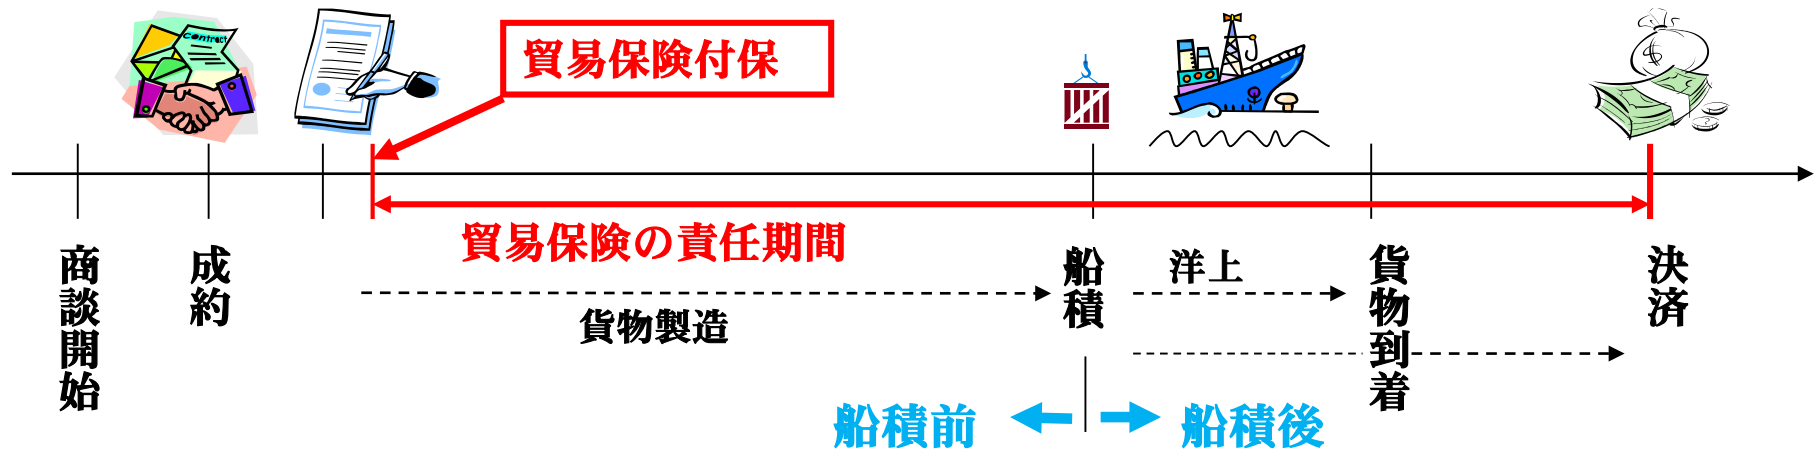 contract
貿易保険付保
貿易保険の責任期間
商談開始
成約
船積
洋上
貨物到着
決済
貨物製造
船積前
船積後